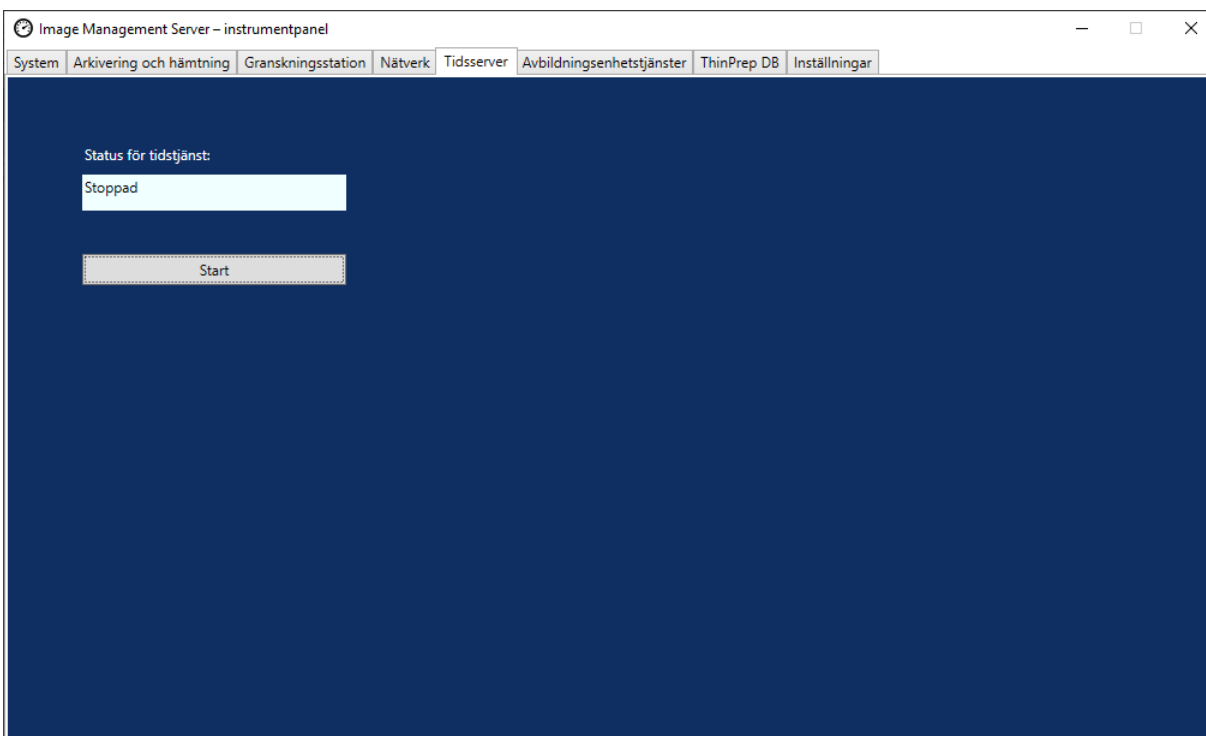 Image Management Server – instrumentpanel
System Arkivering och hämtning Granskningsstation Nätverk Tidsserver Avbildningsenhetstjänster ThinPrep DB Inställningar
Status för tidstjänst:
Stoppad
Start